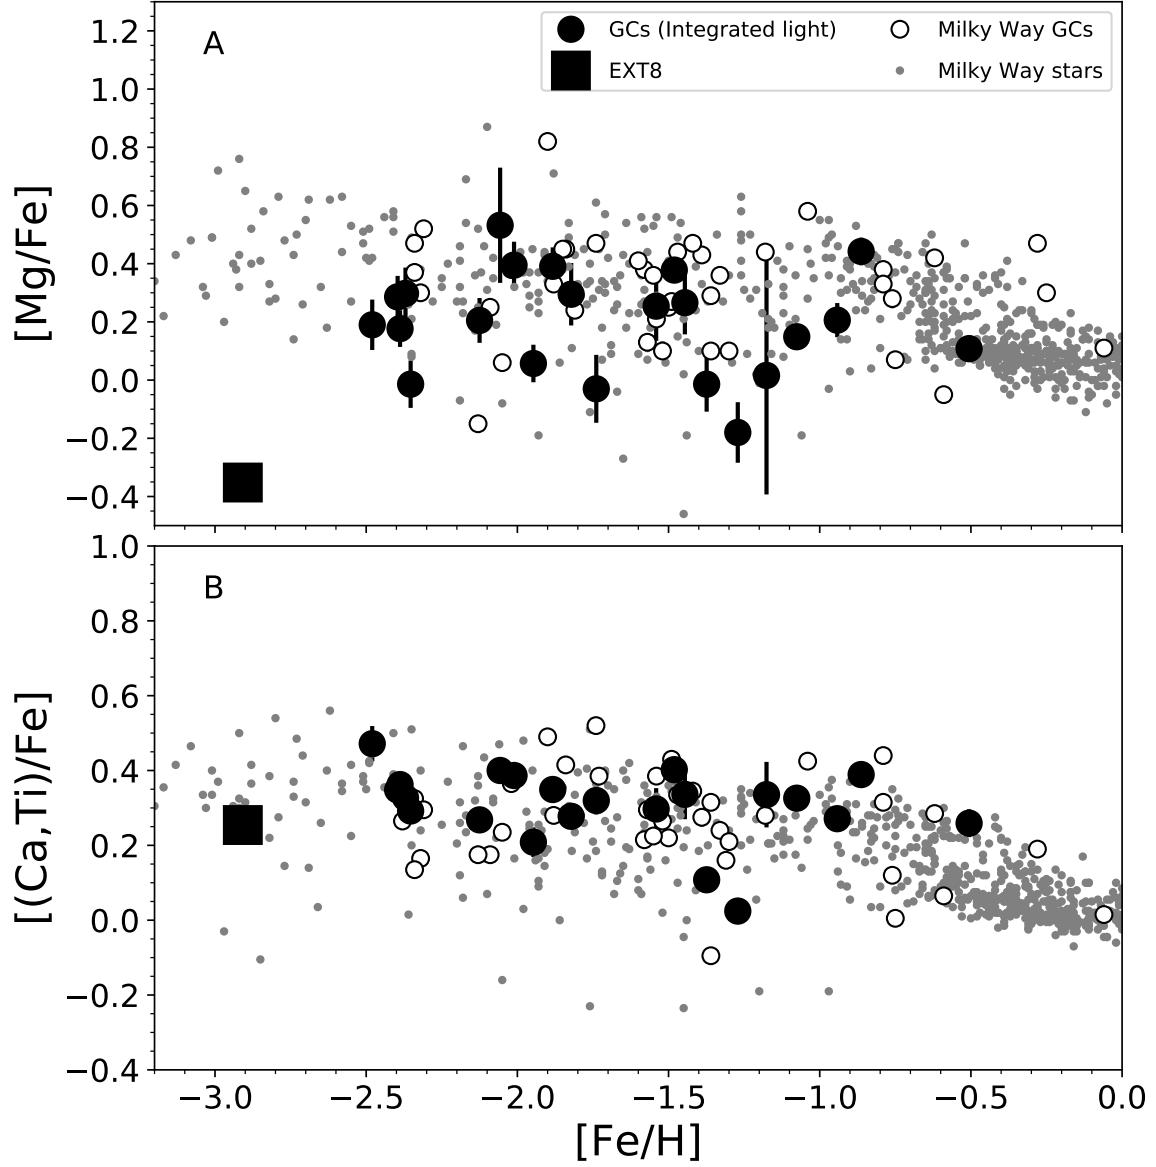 A
GCs (Integrated light)
Milky Way GCs
EXT8
Milky Way stars
1.2
1.0
0.8
0.6
0.4
0.2
0.0
−0.2
−0.4
[Mg/Fe]
B
1.0
0.8
0.6
0.4
0.2
0.0
−0.2
−0.4
[(Ca,Ti)/Fe]
−3.0 −2.5 −2.0 −1.5 −1.0 −0.5 0.0
[Fe/H]